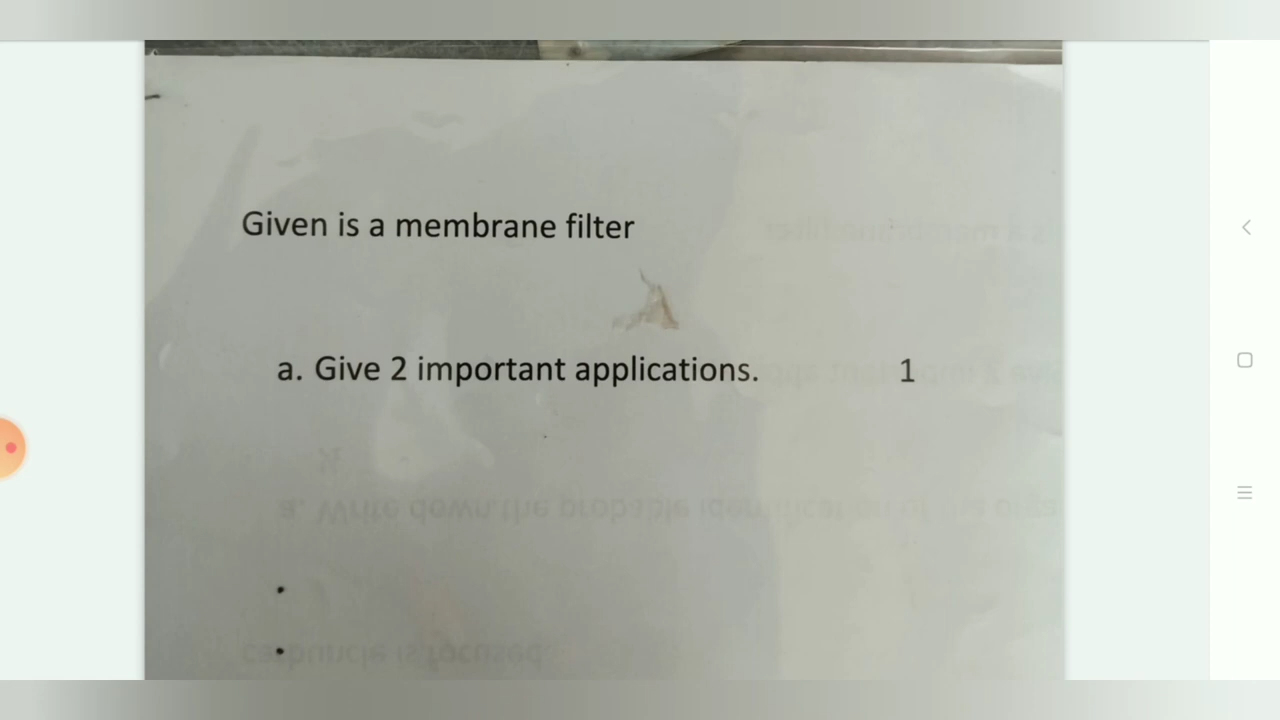 Given is a membrane filter
a. Give 2 important applications. 1